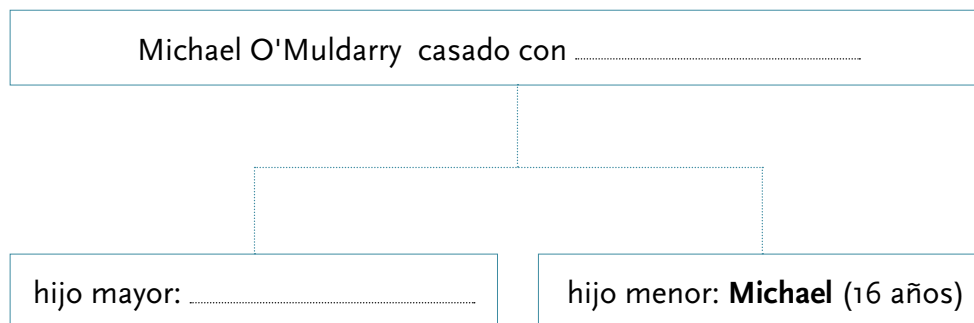 Michael O'Muldarry casado con ........................................
hijo mayor: ........................................
hijo menor: Michael (16 años)